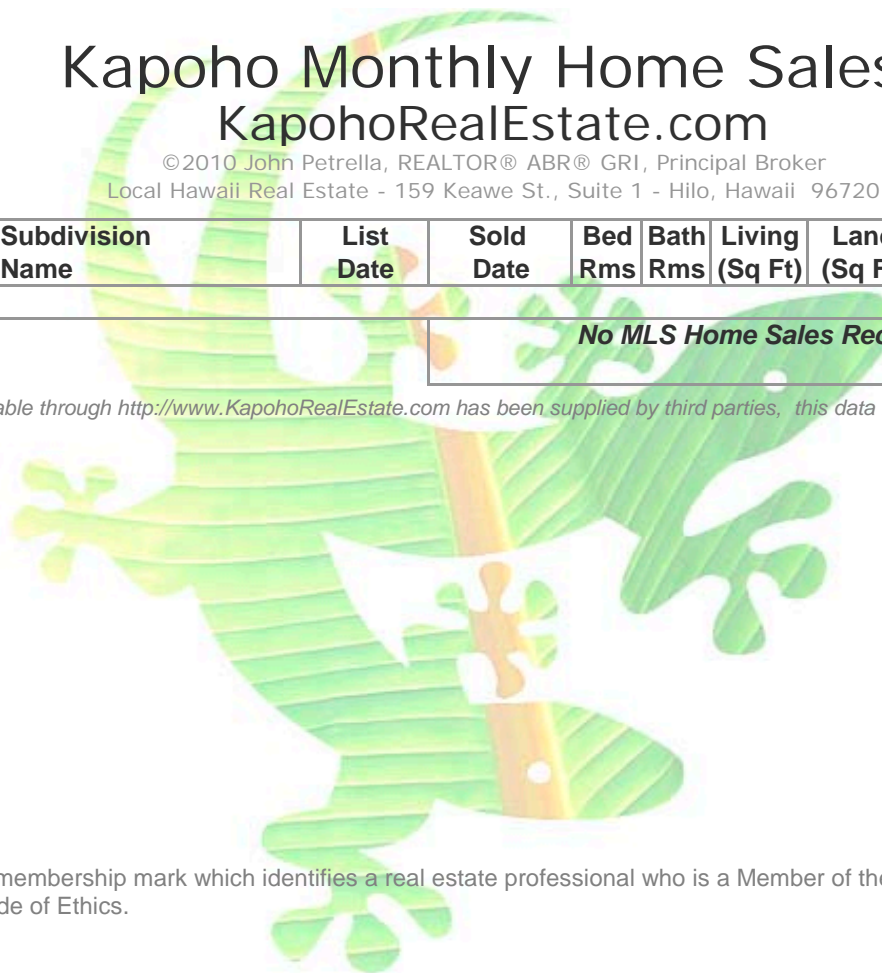 Kapoho Monthly Home Sales
KapohoRealEstate.com
©2010 John Petrella, REALTOR® ABR® GRI, Principal Broker
Local Hawaii Real Estate - 159 Keawe St., Suite 1 - Hilo, Hawaii 96720
Subdivision List Sold Bed Bath Living Land
Name Date Date Rms Rms (Sq Ft) (Sq F
No MLS Home Sales Rec
able through http://www.KapohoRealEstate.com has been supplied by third parties, this data
membership mark which identifies a real estate professional who is a Member of the
de of Ethics.